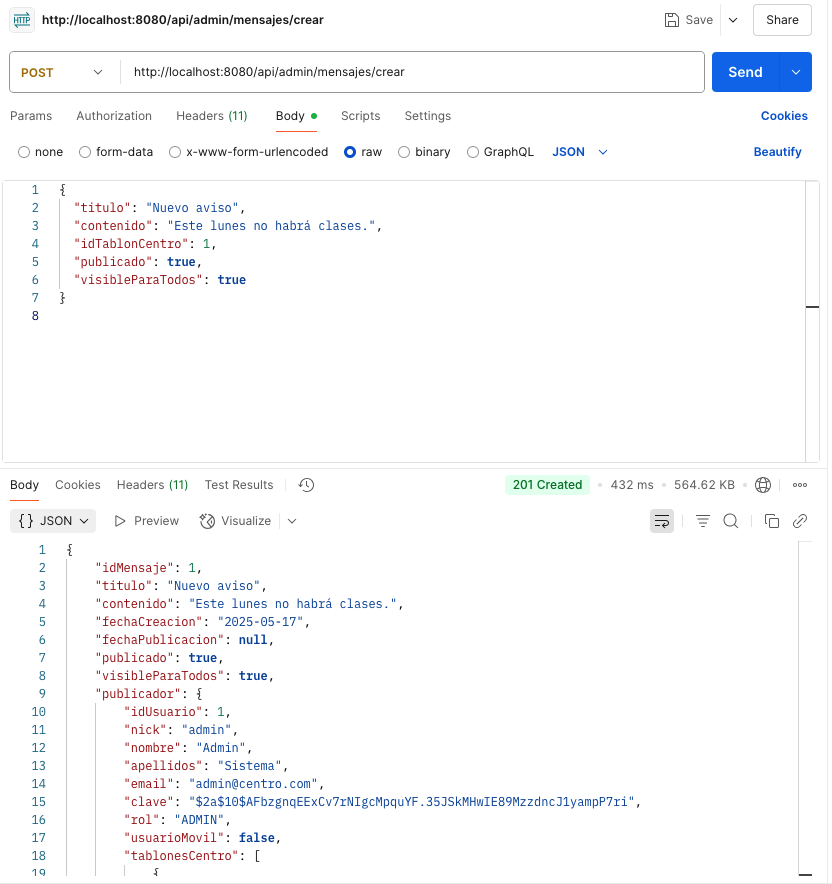 HTTP http://localhost:8080/api/admin/mensajes/crear Save Share
POST http://localhost:8080/api/admin/mensajes/crear Send
Params Authorization Headers (11) Body Scripts Settings Cookies
none form-data x-www-form-urlencoded raw binary GraphQL JSON Beautify
1 {
2 "titulo": "Nuevo aviso",
3 "contenido": "Este lunes no habrá clases.",
4 "idTablonCentro": 1,
5 "publicado": true,
6 "visibleParaTodos": true
7 }
8
Body Cookies Headers (11) Test Results 201 Created 432 ms 564.62 KB
{} JSON Preview Visualize
1 {
2 "idMensaje": 1,
3 "titulo": "Nuevo aviso",
4 "contenido": "Este lunes no habrá clases.",
5 "fechaCreacion": "2025-05-17",
6 "fechaPublicacion": null,
7 "publicado": true,
8 "visibleParaTodos": true,
9 "publicador": {
10 "idUsuario": 1,
11 "nick": "admin",
12 "nombre": "Admin",
13 "apellidos": "Sistema",
14 "email": "admin@centro.com",
15 "clave": "$2a$10$AFbzgnqEExCv7rNIgcMpquYF.35JSkMHwIE89MzzdncJ1yampP7ri",
16 "rol": "ADMIN",
17 "usuarioMovil": false,
18 "tablonesCentro": [
19 {